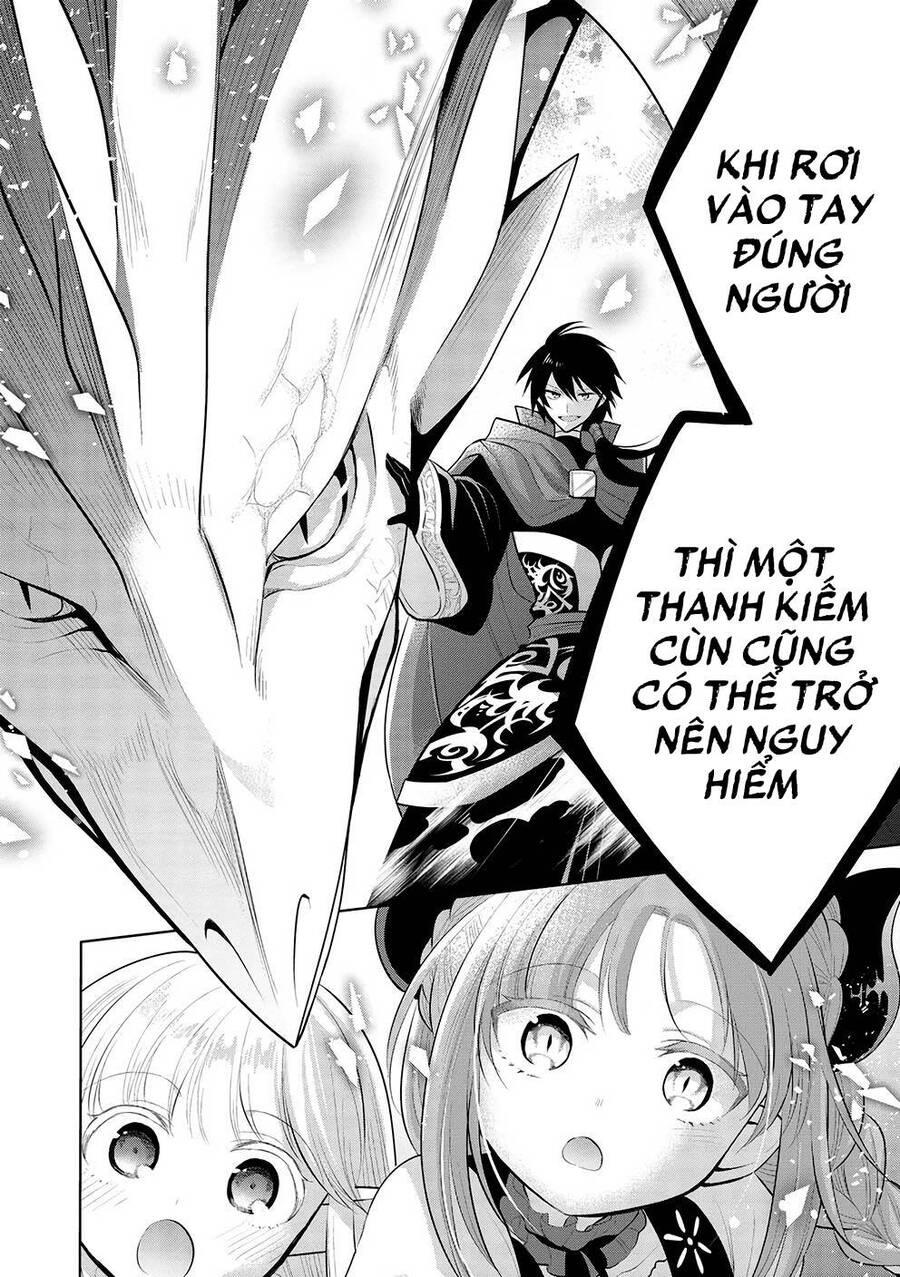 KHI RƠI
VÀO TAY
ĐÚNG
NGƯỜI
THÌ MỘT
THANH KIẾM
CÙN CŨNG
CÓ THỂ TRỞ
NÊN NGUY
HIỂM